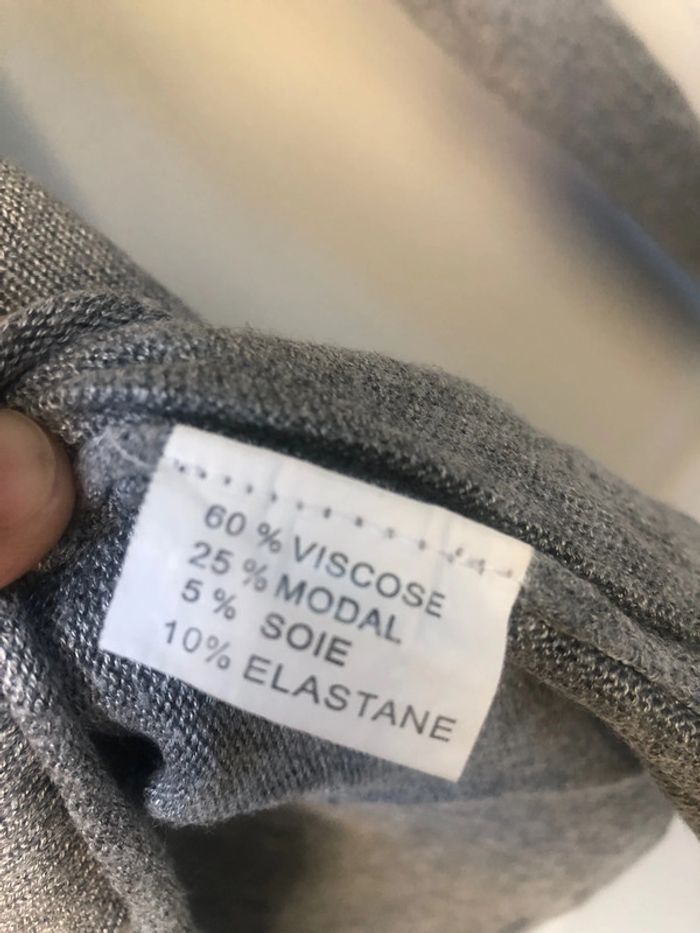 60 % VISCOSE
25 % MODAL
5 % SOIE
10% ELASTANE